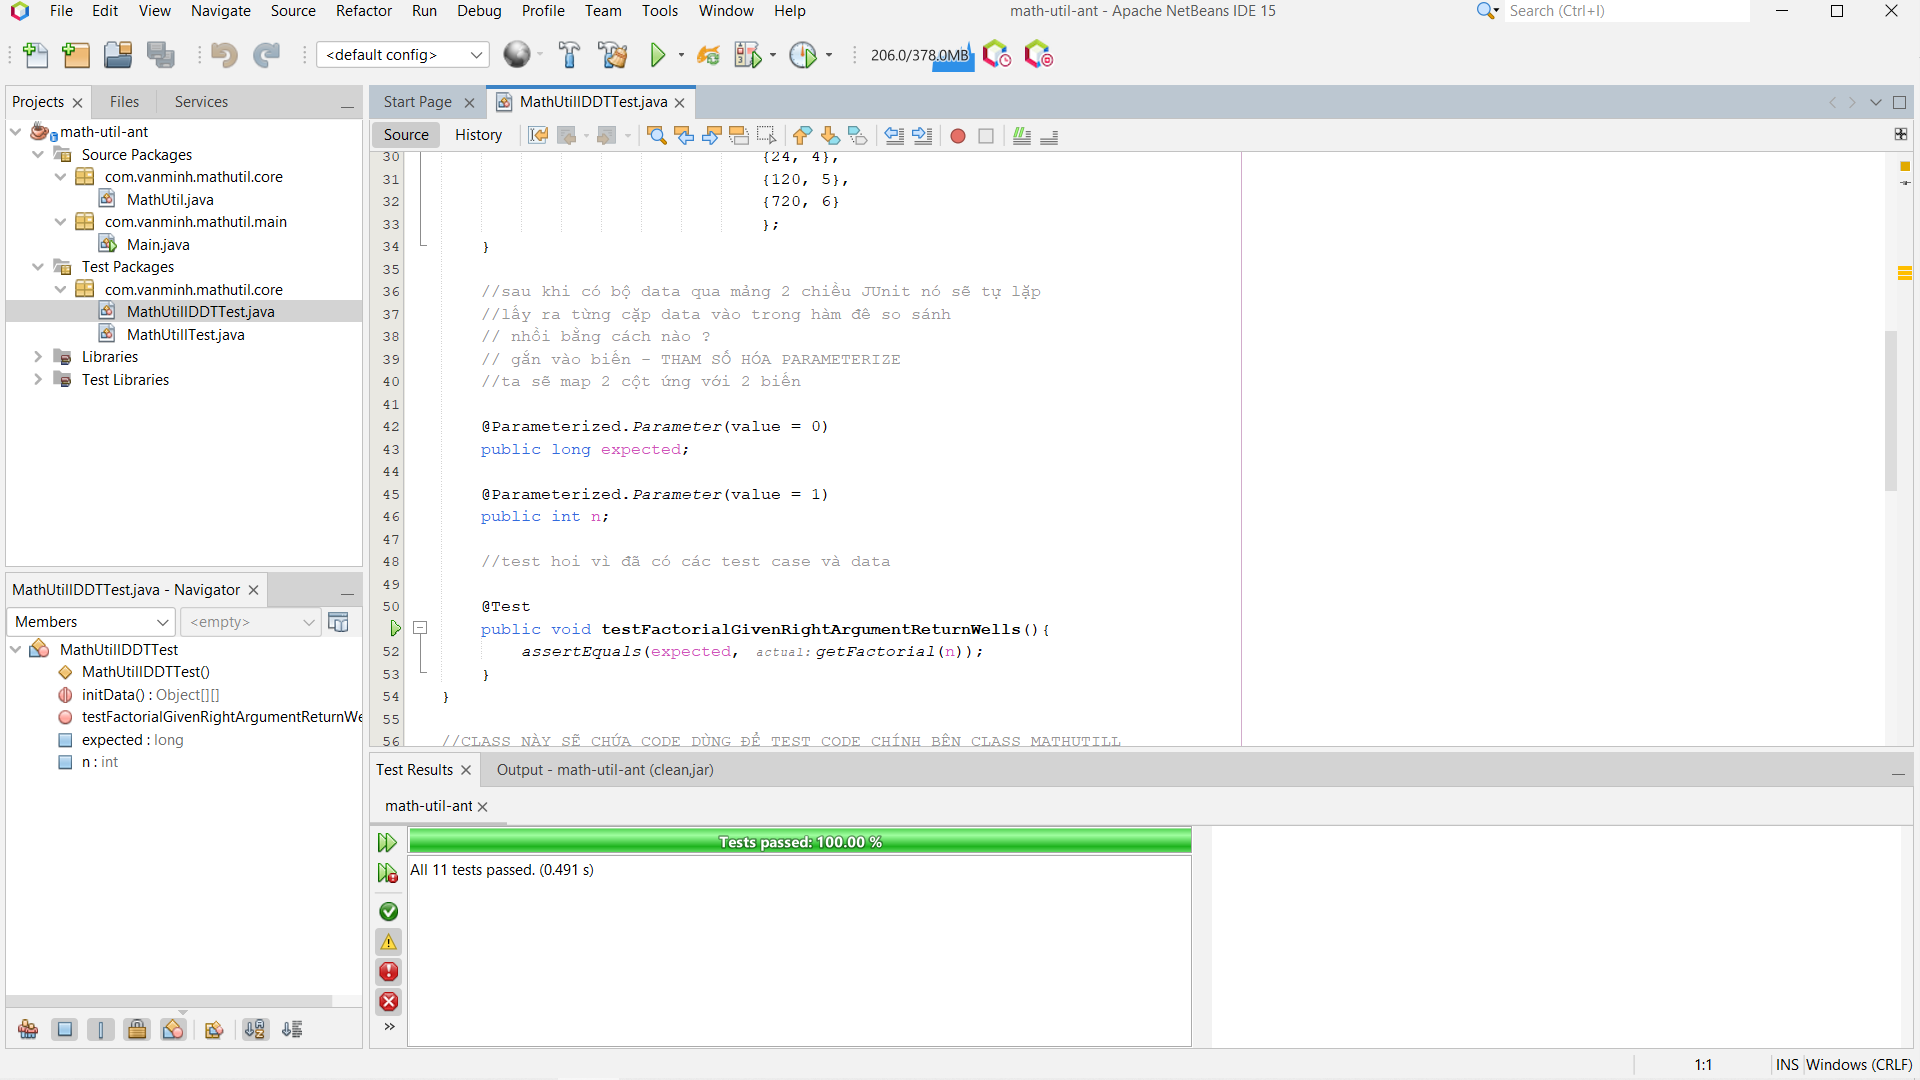 File Edit View Navigate Source Refactor Run Debug Profile Team Tools Window Help
math-util-ant - Apache NetBeans IDE 15
Search (Ctrl+I)
<default config>
206.0/378.0MB
Projects Files Services
math-util-ant
Source Packages
com.vanminh.mathutil.core
MathUtil.java
com.vanminh.mathutil.main
Main.java
Test Packages
com.vanminh.mathutil.core
MathUtillDDTTest.java
MathUtillTest.java
Libraries
Test Libraries
MathUtillDDTTest.java - Navigator
Members <empty>
MathUtillDDTTest
MathUtillDDTTest()
initData() : Object[][]
testFactorialGivenRightArgumentReturnWe
expected : long
n : int
Start Page MathUtillDDTTest.java
Source History
30 {24, 4},
31 {120, 5},
32 {720, 6}
33 };
34 }
35
36 //sau khi có bộ data qua mảng 2 chiều JUnit nó sẽ tự lặp
37 //lấy ra từng cặp data vào trong hàm để so sánh
38 // nhồi bằng cách nào ?
39 // gắn vào biến - THAM SỐ HÓA PARAMETERIZE
40 //ta sẽ map 2 cột ứng với 2 biến
41
42 @Parameterized.Parameter(value = 0)
43 public long expected;
44
45 @Parameterized.Parameter(value = 1)
46 public int n;
47
48 //test hoi vì đã có các test case và data
49
50 @Test
public void testFactorialGivenRightArgumentReturnWells(){
52 assertEquals(expected, actual: getFactorial(n));
53 }
54 }
55
56 //CLASS NÀY SẼ CHỨA CODE DÙNG ĐỂ TEST CODE CHÍNH BÊN CLASS MATHUTILL
Test Results Output - math-util-ant (clean,jar)
math-util-ant
Tests passed: 100.00 %
All 11 tests passed. (0.491 s)
1:1 INS Windows (CRLF)